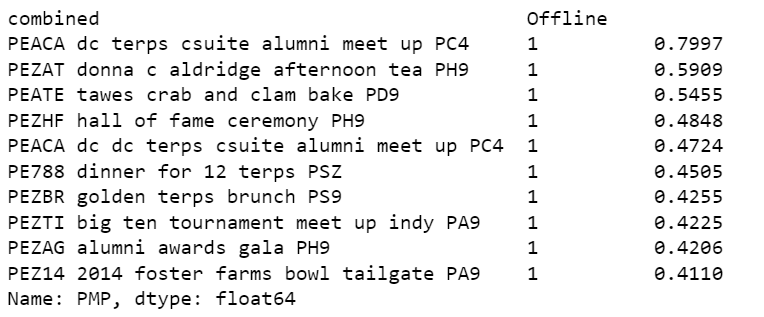 combined Offline
PEACA dc terps csuite alumni meet up PC4 1 0.7997
PEZAT donna c aldridge afternoon tea PH9 1 0.5909
PEATE tawes crab and clam bake PD9 1 0.5455
PEZHF hall of fame ceremony PH9 1 0.4848
PEACA dc dc terps csuite alumni meet up PC4 1 0.4724
PE788 dinner for 12 terps PSZ 1 0.4505
PEZBR golden terps brunch PS9 1 0.4255
PEZTI big ten tournament meet up indy PA9 1 0.4225
PEZAG alumni awards gala PH9 1 0.4206
PEZ14 2014 foster farms bowl tailgate PA9 1 0.4110
Name: PMP, dtype: float64